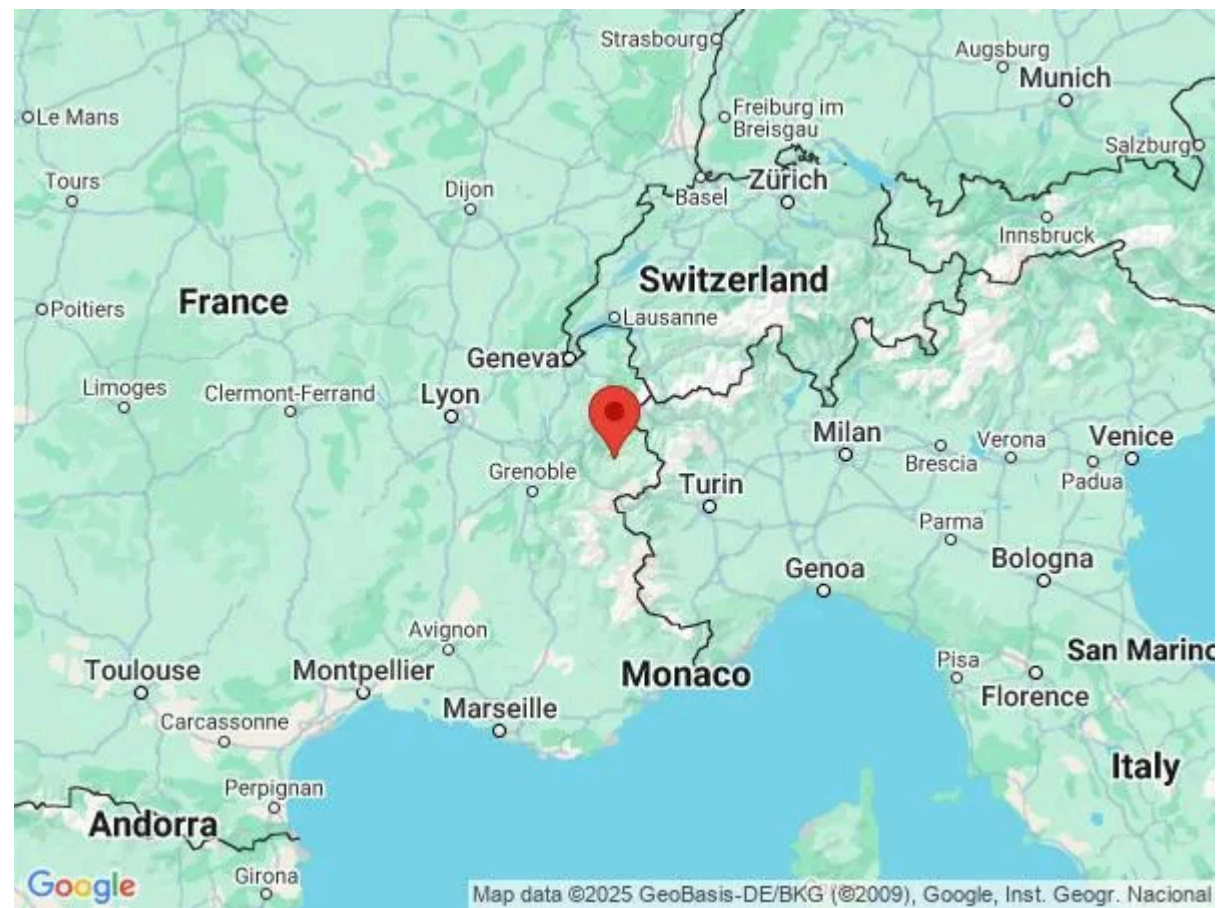 Strasbourg
Augsburg
Munich
Le Mans
Freiburg im
Breisgau
Salzburg
Tours
Dijon
Basel
Zürich
Innsbruck
Switzerland
France
Poitiers
Lausanne
Geneva
Limoges
Clermont-Ferrand
Lyon
Milan
Verona
Venice
Brescia
Padua
Grenoble
Turin
Parma
Bologna
Genoa
Avignon
San Marino
Toulouse
Montpellier
Monaco
Pisa
Florence
Marseille
Carcassonne
Italy
Perpignan
Andorra
Girona
Google
Map data ©2025 GeoBasis-DE/BKG (©2009), Google, Inst. Geogr. Nacional